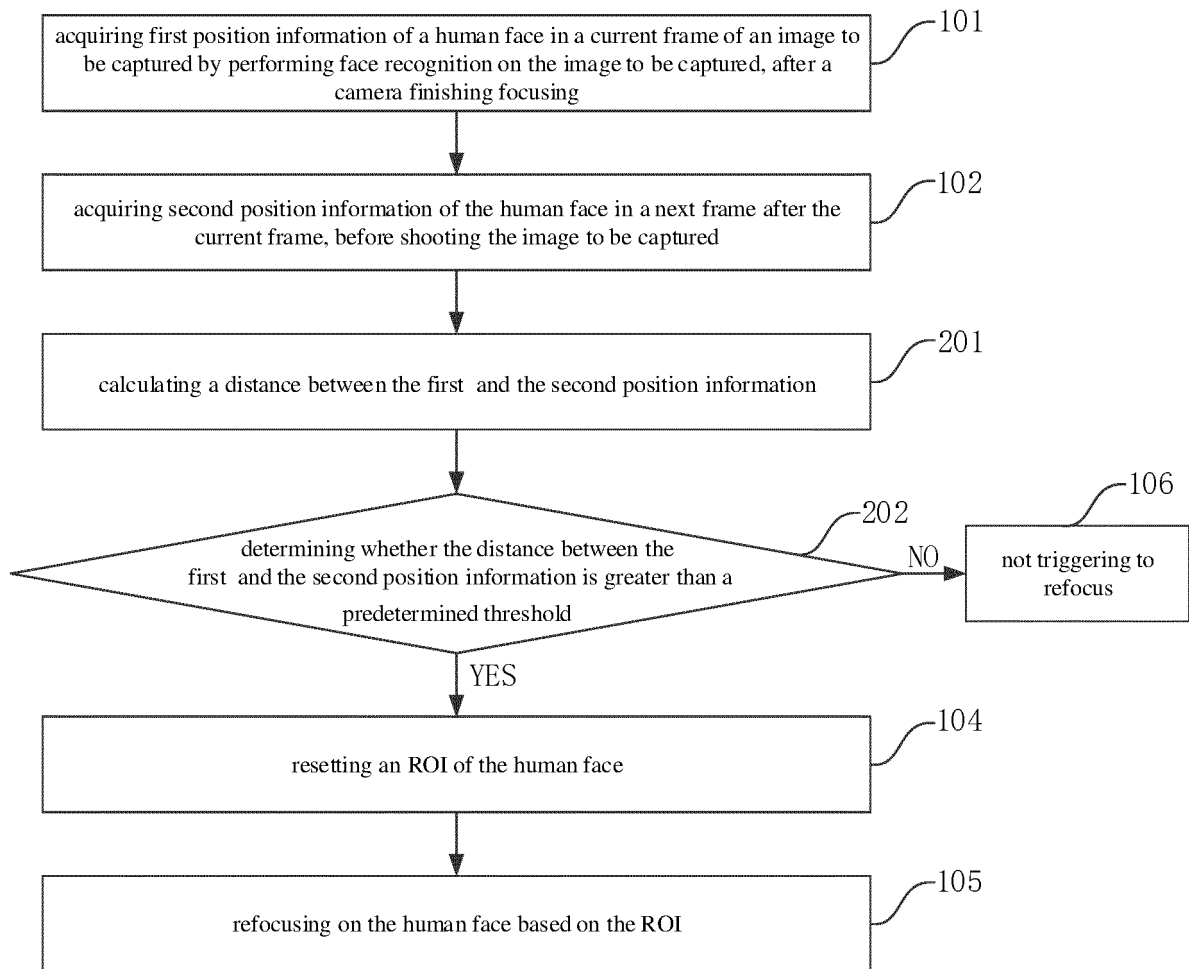 acquiring first position information of a human face in a current frame of an image to
be captured by performing face recognition on the image to be captured, after a
camera finishing focusing
101
acquiring second position information of the human face in a next frame after the
current frame, before shooting the image to be captured
102
calculating a distance between the first and the second position information
201
determining whether the distance between the
first and the second position information is greater than a
predetermined threshold
202
NO
not triggering to
refocus
106
YES
resetting an ROI of the human face
104
refocusing on the human face based on the ROI
105